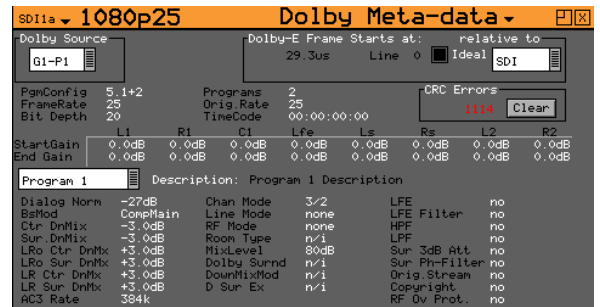 SDI1a 1080p25 Dolby Meta-data
Dolby Source Dolby-E Frame Starts at: relative to
G1-P1 29.3us Line 0 Ideal SDI
PgmConfig 5.1+2 Programs 2 CRC Errors
FrameRate 25 Orig.Rate 25 1114 Clear
Bit Depth 20 TimeCode 00:00:00:00
L1 R1 C1 Lfe Ls Rs L2 R2
StartGain 0.0dB 0.0dB 0.0dB 0.0dB 0.0dB 0.0dB 0.0dB 0.0dB
End Gain 0.0dB 0.0dB 0.0dB 0.0dB 0.0dB 0.0dB 0.0dB 0.0dB
Program 1 Description: Program 1 Description
Dialog Norm -27dB Chan Mode 3/2 LFE no
BsMod CompMain Line Mode none LFE Filter no
Ctr DnMix -3.0dB RF Mode none HPF no
Sur.DnMix -3.0dB Room Type n/i LPF no
LRo Ctr DnMx +3.0dB MixLevel 80dB Sur 3dB Att no
LRo Sur DnMx +3.0dB Dolby Surnd n/i Sur Ph-Filter no
LR Ctr DnMx +3.0dB DownMixMod n/i Orig.Stream no
LR Sur DnMx +3.0dB D Sur Ex n/i Copyright no
AC3 Rate 384k RF Ov Prot. no